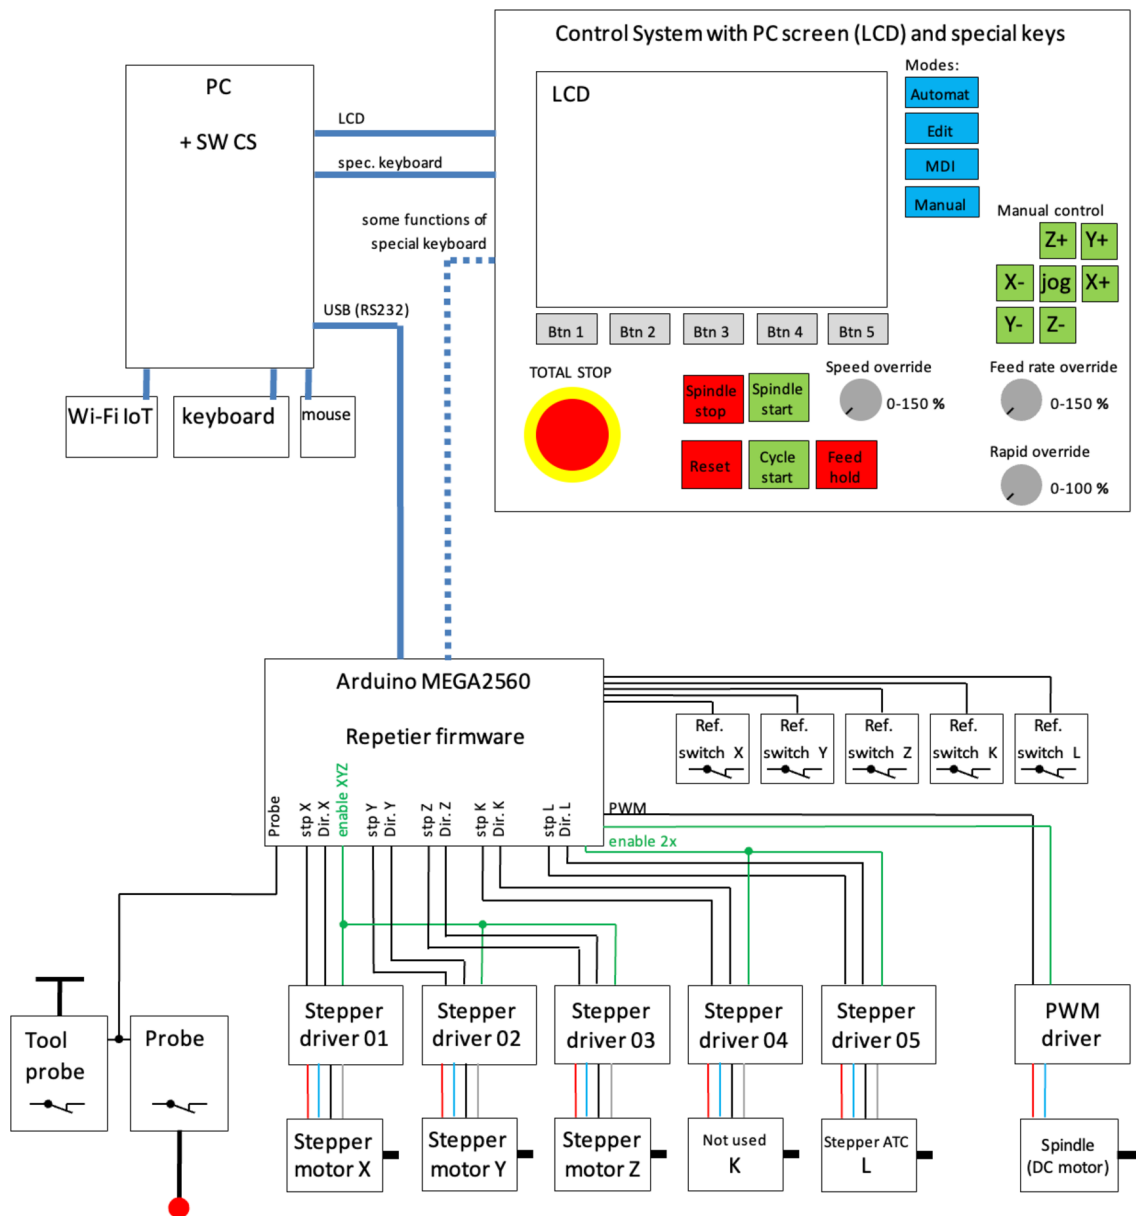 Control System with PC screen (LCD) and special keys
PC
+ SW CS
LCD
spec. keyboard
some functions of
special keyboard
USB (RS232)
Wi-Fi IoT
keyboard
mouse
LCD
Modes:
Automat
Edit
MDI
Manual
Manual control
Z+ Y+
X- jog X+
Y- Z-
Btn 1 Btn 2 Btn 3 Btn 4 Btn 5
TOTAL STOP
Spindle
stop
Spindle
start
Speed override
0-150 %
Feed rate override
0-150 %
Reset
Cycle
start
Feed
hold
Rapid override
0-100 %
Arduino MEGA2560
Repetier firmware
Probe
stp X
Dir. X
enable XYZ
stp Y
Dir. Y
stp Z
Dir. Z
stp K
Dir. K
stp L
Dir. L
Ref.
switch X
Ref.
switch Y
Ref.
switch Z
Ref.
switch K
Ref.
switch L
PWM
enable 2x
Tool
probe
Probe
Stepper
driver 01
Stepper
driver 02
Stepper
driver 03
Stepper
driver 04
Stepper
driver 05
PWM
driver
Stepper
motor X
Stepper
motor Y
Stepper
motor Z
Not used
K
Stepper ATC
L
Spindle
(DC motor)